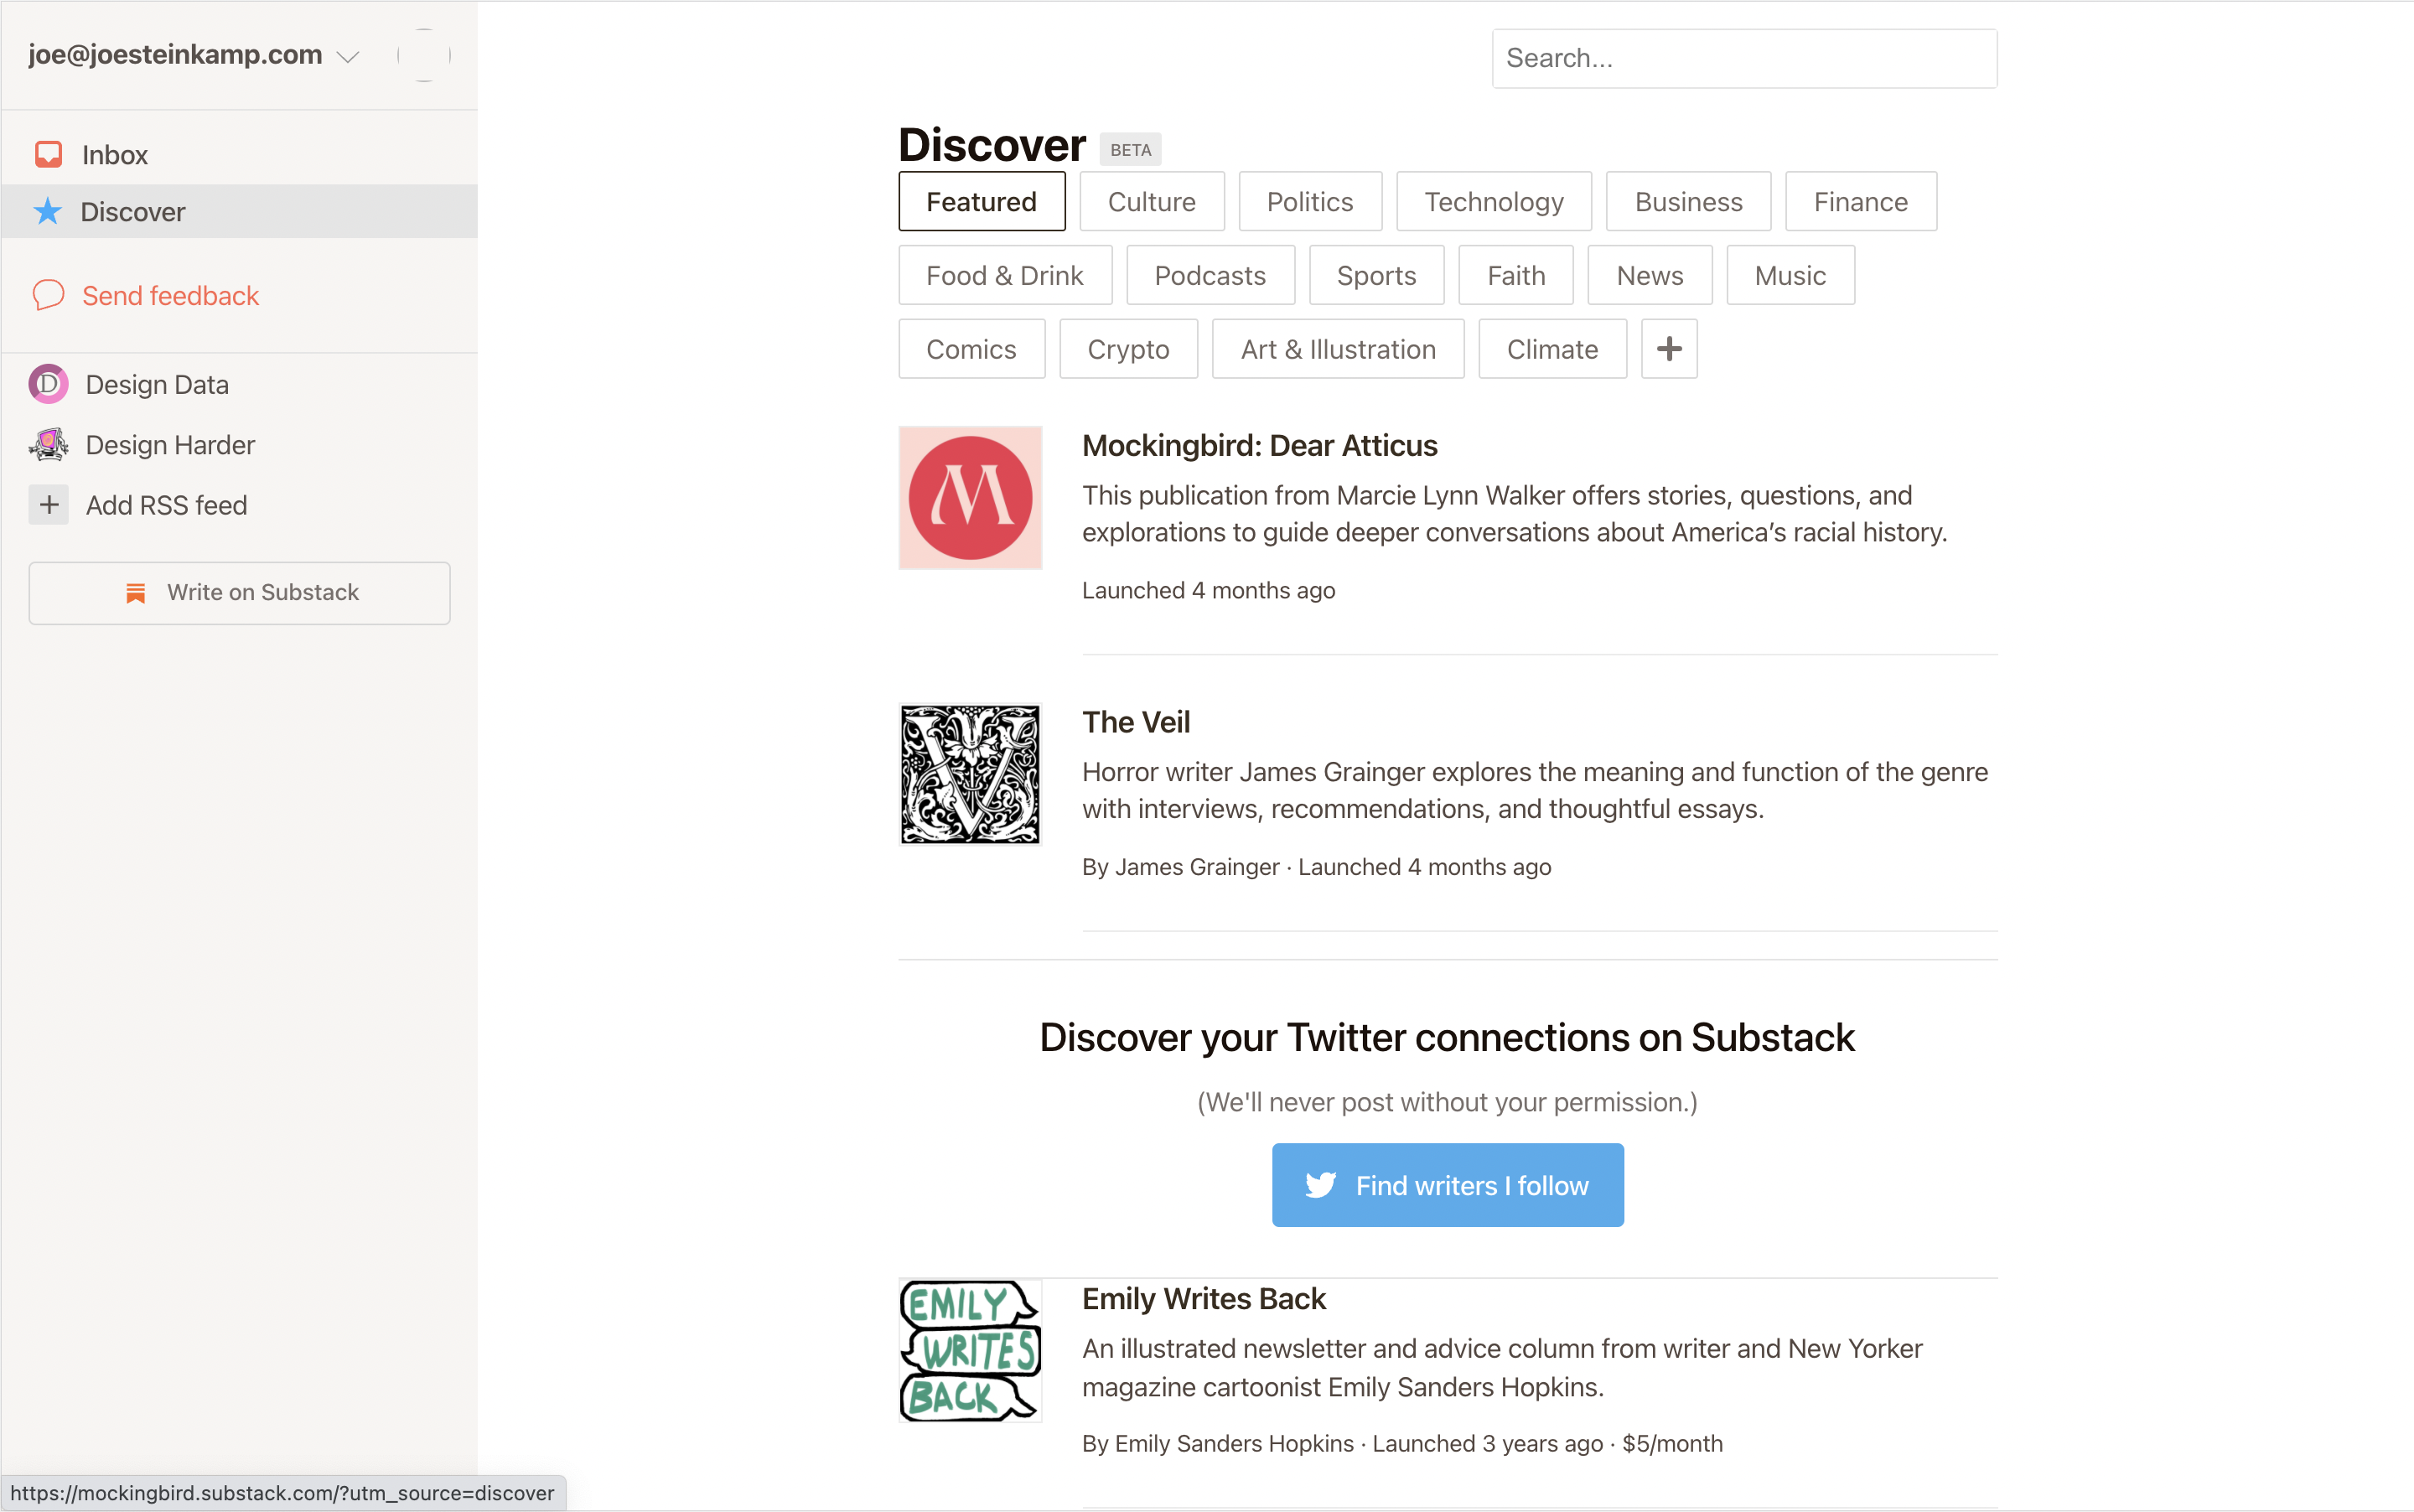 joe@joesteinkamp.com
Inbox
Discover
Send feedback
D
Design Data
Design Harder
Add RSS feed
Write on Substack
Search...
Discover BETA
Featured Culture Politics Technology Business Finance
Food & Drink Podcasts Sports Faith News Music
Comics Crypto Art & Illustration Climate +
M
Mockingbird: Dear Atticus
This publication from Marcie Lynn Walker offers stories, questions, and
explorations to guide deeper conversations about America’s racial history.
Launched 4 months ago
V
The Veil
Horror writer James Grainger explores the meaning and function of the genre
with interviews, recommendations, and thoughtful essays.
By James Grainger · Launched 4 months ago
Discover your Twitter connections on Substack
(We'll never post without your permission.)
Find writers I follow
EMILY
WRITES
BACK
Emily Writes Back
An illustrated newsletter and advice column from writer and New Yorker
magazine cartoonist Emily Sanders Hopkins.
By Emily Sanders Hopkins · Launched 3 years ago · $5/month
https://mockingbird.substack.com/?utm_source=discover